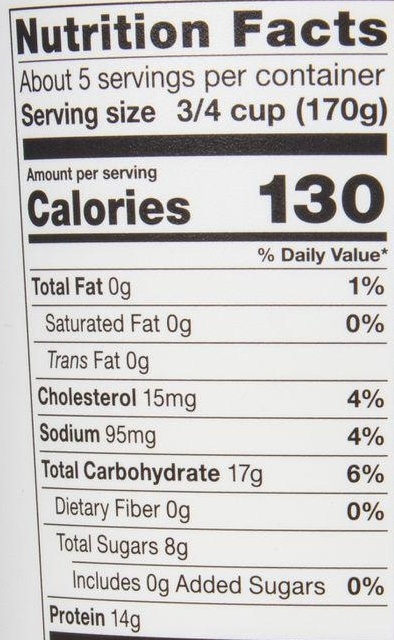 Nutrition Facts
About 5 servings per container
Serving size 3/4 cup (170g)
Amount per serving
Calories 130
% Daily Value*
Total Fat 0g 1%
Saturated Fat 0g 0%
Trans Fat 0g
Cholesterol 15mg 4%
Sodium 95mg 4%
Total Carbohydrate 17g 6%
Dietary Fiber 0g 0%
Total Sugars 8g
Includes 0g Added Sugars 0%
Protein 14g